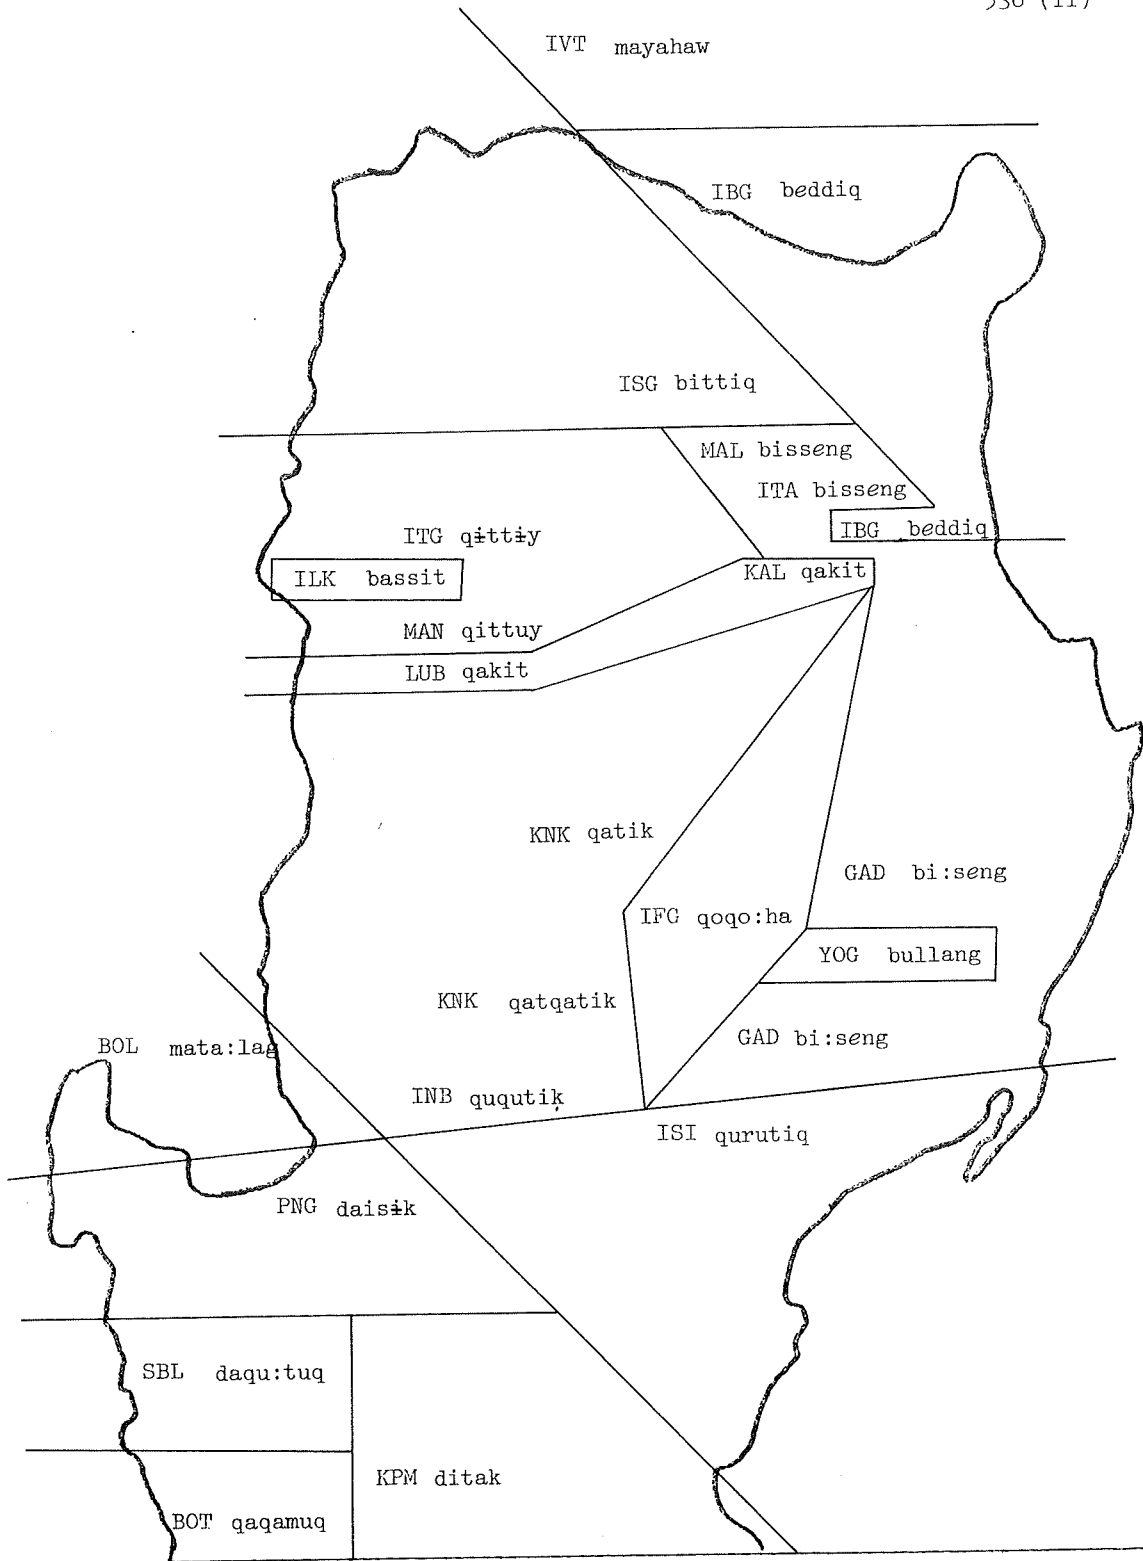 IVT mayahaw
IBG beddiq
ISG bittiq
MAL bisseng
ITA bisseng
IBG beddiq
ITG qɨttɨy
ILK bassit
KAL qakit
MAN qittuy
LUB qakit
KNK qatik
GAD bi:seng
IFG qoqo:ha
YOG bullang
KNK qatqatik
GAD bi:seng
BOL mata:lag
INB ququtik
ISI qurutiq
PNG daisɨk
SBL daqu:tuq
KPM ditak
BOT qaqamuq